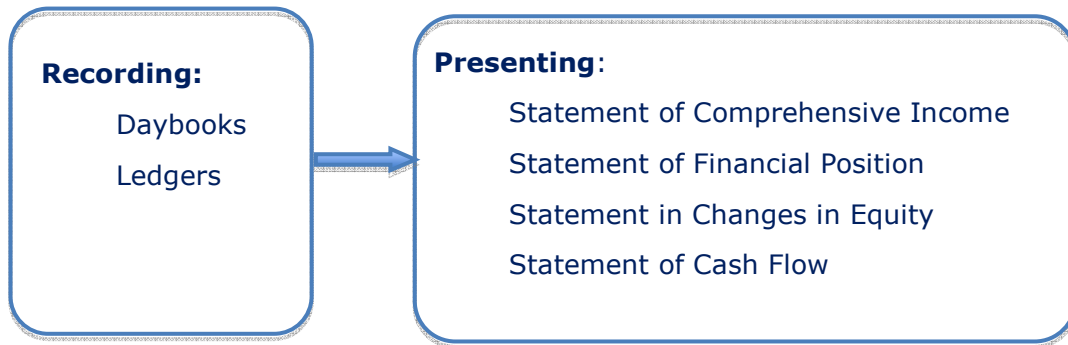 Recording:
Daybooks
Ledgers
Presenting:
Statement of Comprehensive Income
Statement of Financial Position
Statement in Changes in Equity
Statement of Cash Flow